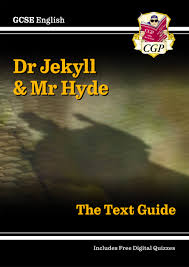 GCSE English
CGP
Dr Jekyll
& Mr Hyde
The Text Guide
Includes Free Digital Quizzes